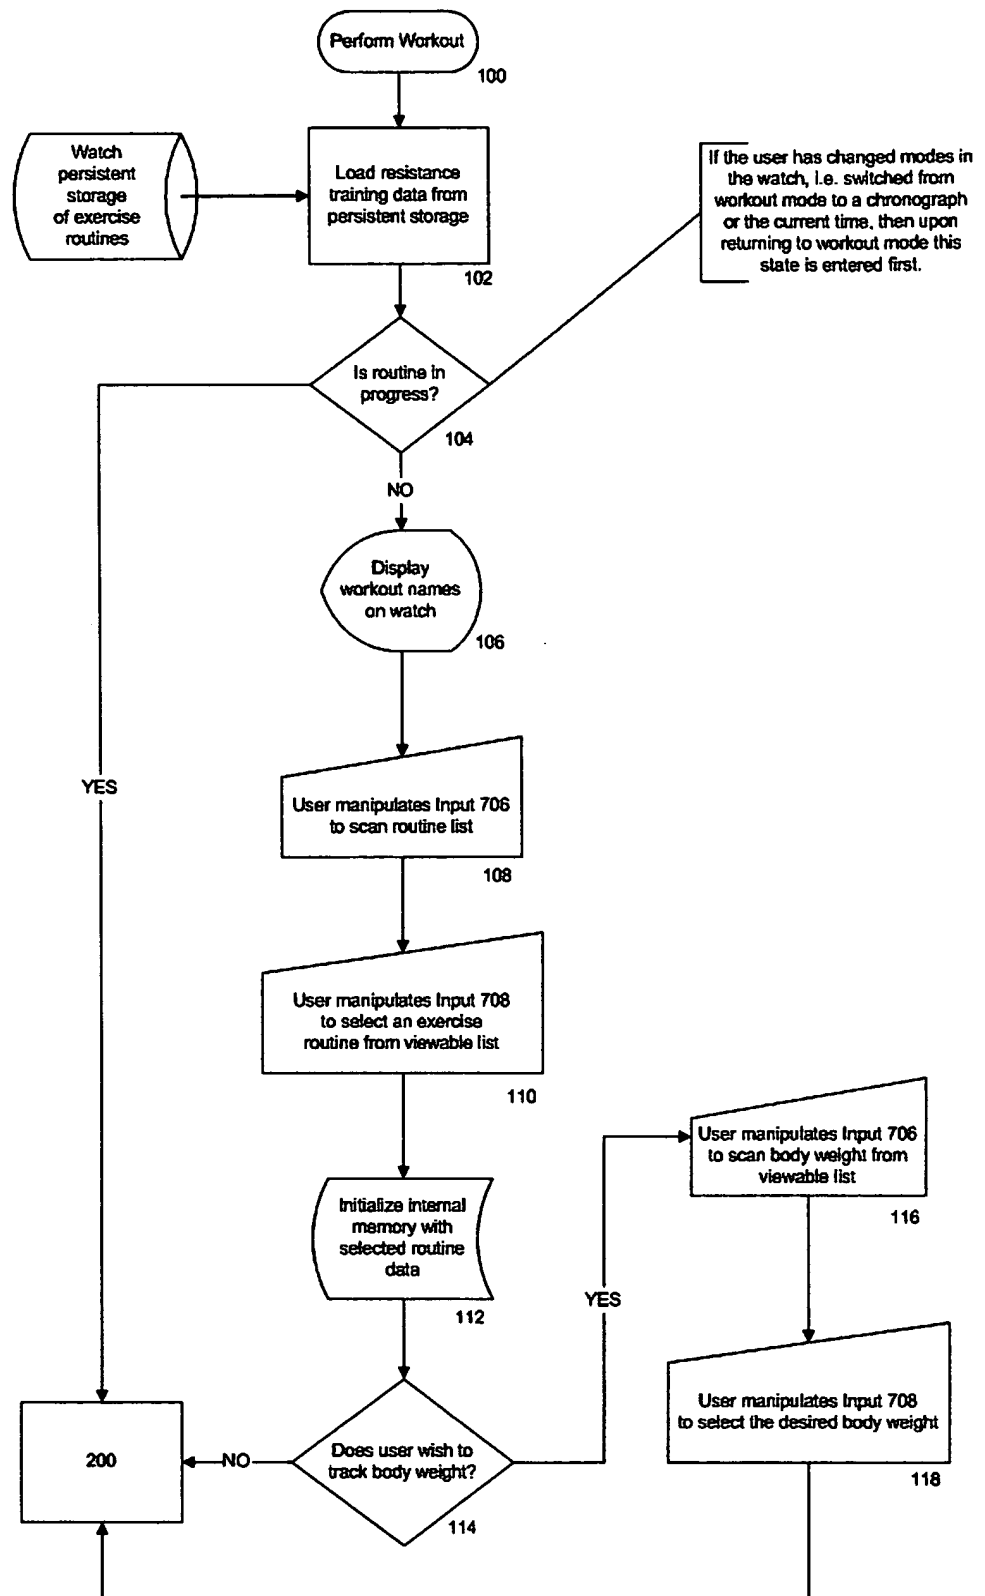 Perform Workout
100
Watch
persistent
storage
of exercise
routines
Load resistance
training data from
persistent storage
102
If the user has changed modes in
the watch, i.e. switched from
workout mode to a chronograph
or the current time, then upon
returning to workout mode this
state is entered first.
Is routine in
progress?
104
NO
Display
workout names
on watch
106
YES
User manipulates Input 706
to scan routine list
108
User manipulates Input 708
to select an exercise
routine from viewable list
110
User manipulates Input 706
to scan body weight from
viewable list
116
Initialize internal
memory with
selected routine
data
112
YES
User manipulates Input 708
to select the desired body weight
118
200
NO
Does user wish to
track body weight?
114